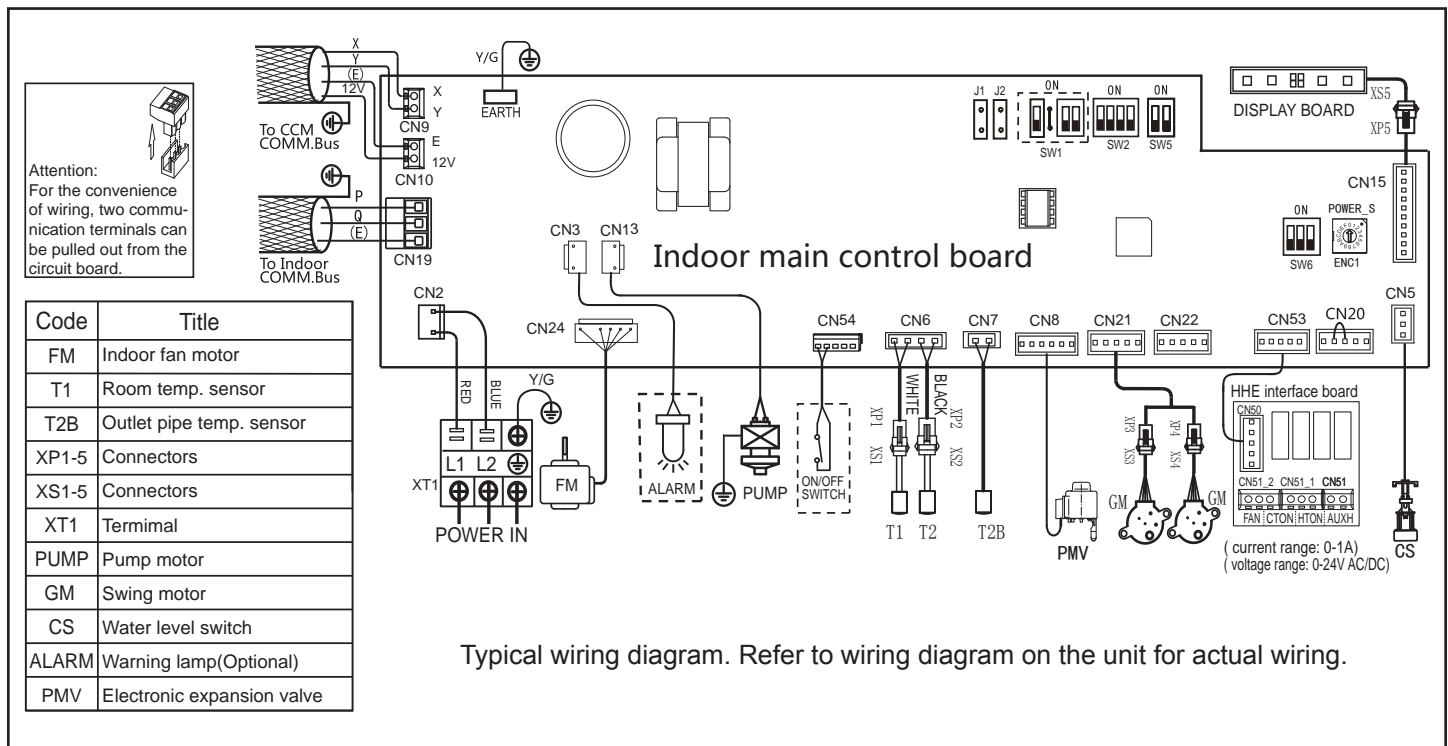 X
Y
(E)
12V
To CCM
COMM.Bus
X
Y
CN9
E
12V
CN10
P
Q
(E)
To Indoor
COMM.Bus
CN19
Y/G
EARTH
Attention:
For the convenience
of wiring, two commu-
nication terminals can
be pulled out from the
circuit board.
J1 J2
ON
SW1
ON
SW2
ON
SW5
DISPLAY BOARD
XS5
XP5
CN15
ON
SW6
POWER_S
ENC1
CN5
CN3
CN13
Indoor main control board
CN2
CN24
CN54
CN6
CN7
CN8
CN21
CN22
CN53
CN20
RED
BLUE
Y/G
L1 L2
XT1
POWER IN
FM
ALARM
PUMP
ON/OFF
SWITCH
WHITE
BLACK
XP1
XS1
XP2
XS2
T1
T2
T2B
PMV
XP3
XS3
XP4
XS4
GM
GM
HHE interface board
CN50
CN51_2 CN51_1 CN51
FAN CTON HTON AUXH
( current range: 0-1A)
( voltage range: 0-24V AC/DC)
CS
Code Title
FM Indoor fan motor
T1 Room temp. sensor
T2B Outlet pipe temp. sensor
XP1-5 Connectors
XS1-5 Connectors
XT1 Termimal
PUMP Pump motor
GM Swing motor
CS Water level switch
ALARM Warning lamp(Optional)
PMV Electronic expansion valve
Typical wiring diagram. Refer to wiring diagram on the unit for actual wiring.